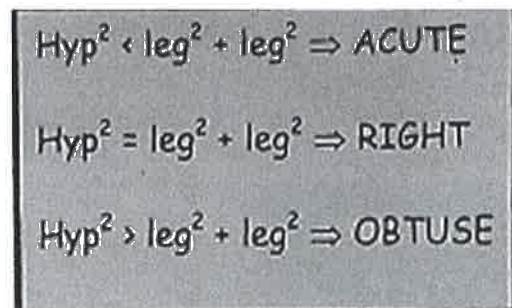 Hyp² < leg² + leg² ⇒ ACUTE
Hyp² = leg² + leg² ⇒ RIGHT
Hyp² > leg² + leg² ⇒ OBTUSE